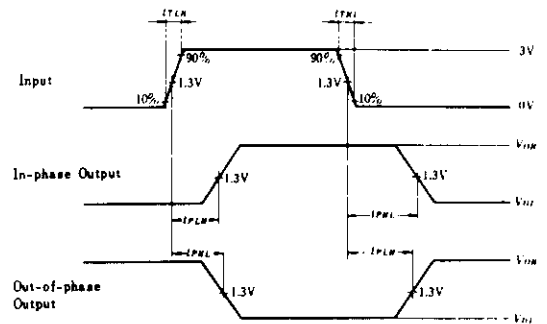 tTLH tTHL
90% 90% 3V
Input 1.3V 1.3V
10% 10% 0V
VOH
In-phase Output 1.3V 1.3V
VOL
tPLH tPHL
tPHL tPLH
VOH
Out-of-phase
Output 1.3V 1.3V
VOL